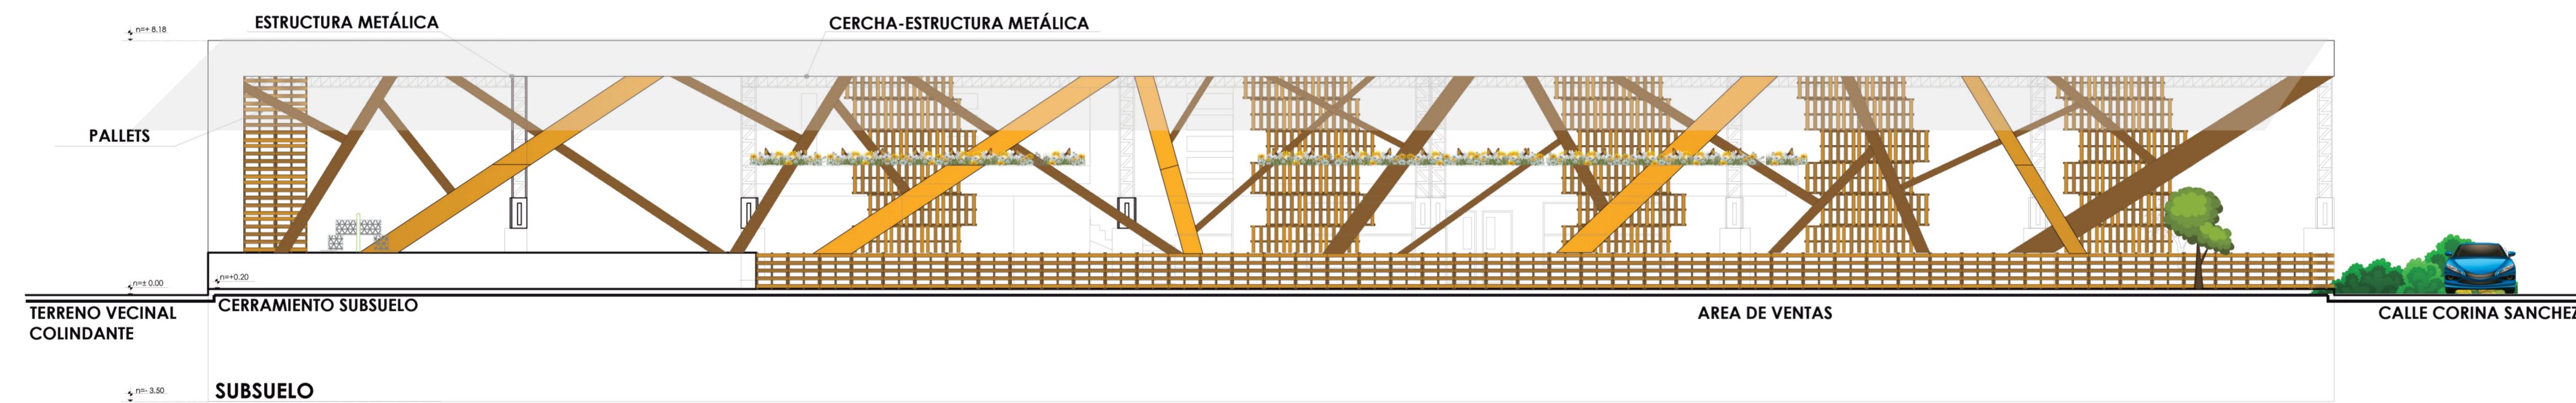 ESTRUCTURA METÁLICA
CERCHA-ESTRUCTURA METÁLICA
n=+ 8.18
PALLETS
n=± 0.00
n=+0.20
TERRENO VECINAL
COLINDANTE
CERRAMIENTO SUBSUELO
AREA DE VENTAS
CALLE CORINA SANCHEZ
n=- 3.50
SUBSUELO